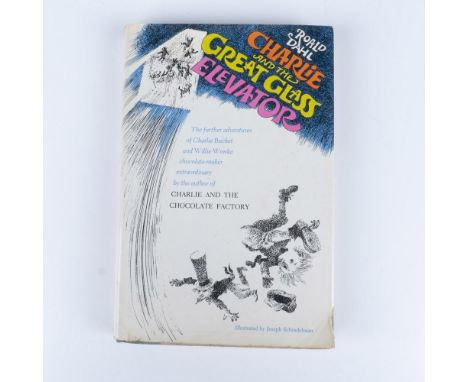 ROALD
DAHL
CHARLIE
AND THE
GREAT GLASS
ELEVATOR
The further adventures
of Charlie Bucket
and Willie Wonka
chocolate-maker
extraordinary
by the author of
CHARLIE AND THE
CHOCOLATE FACTORY
Illustrated by Joseph Schindelman